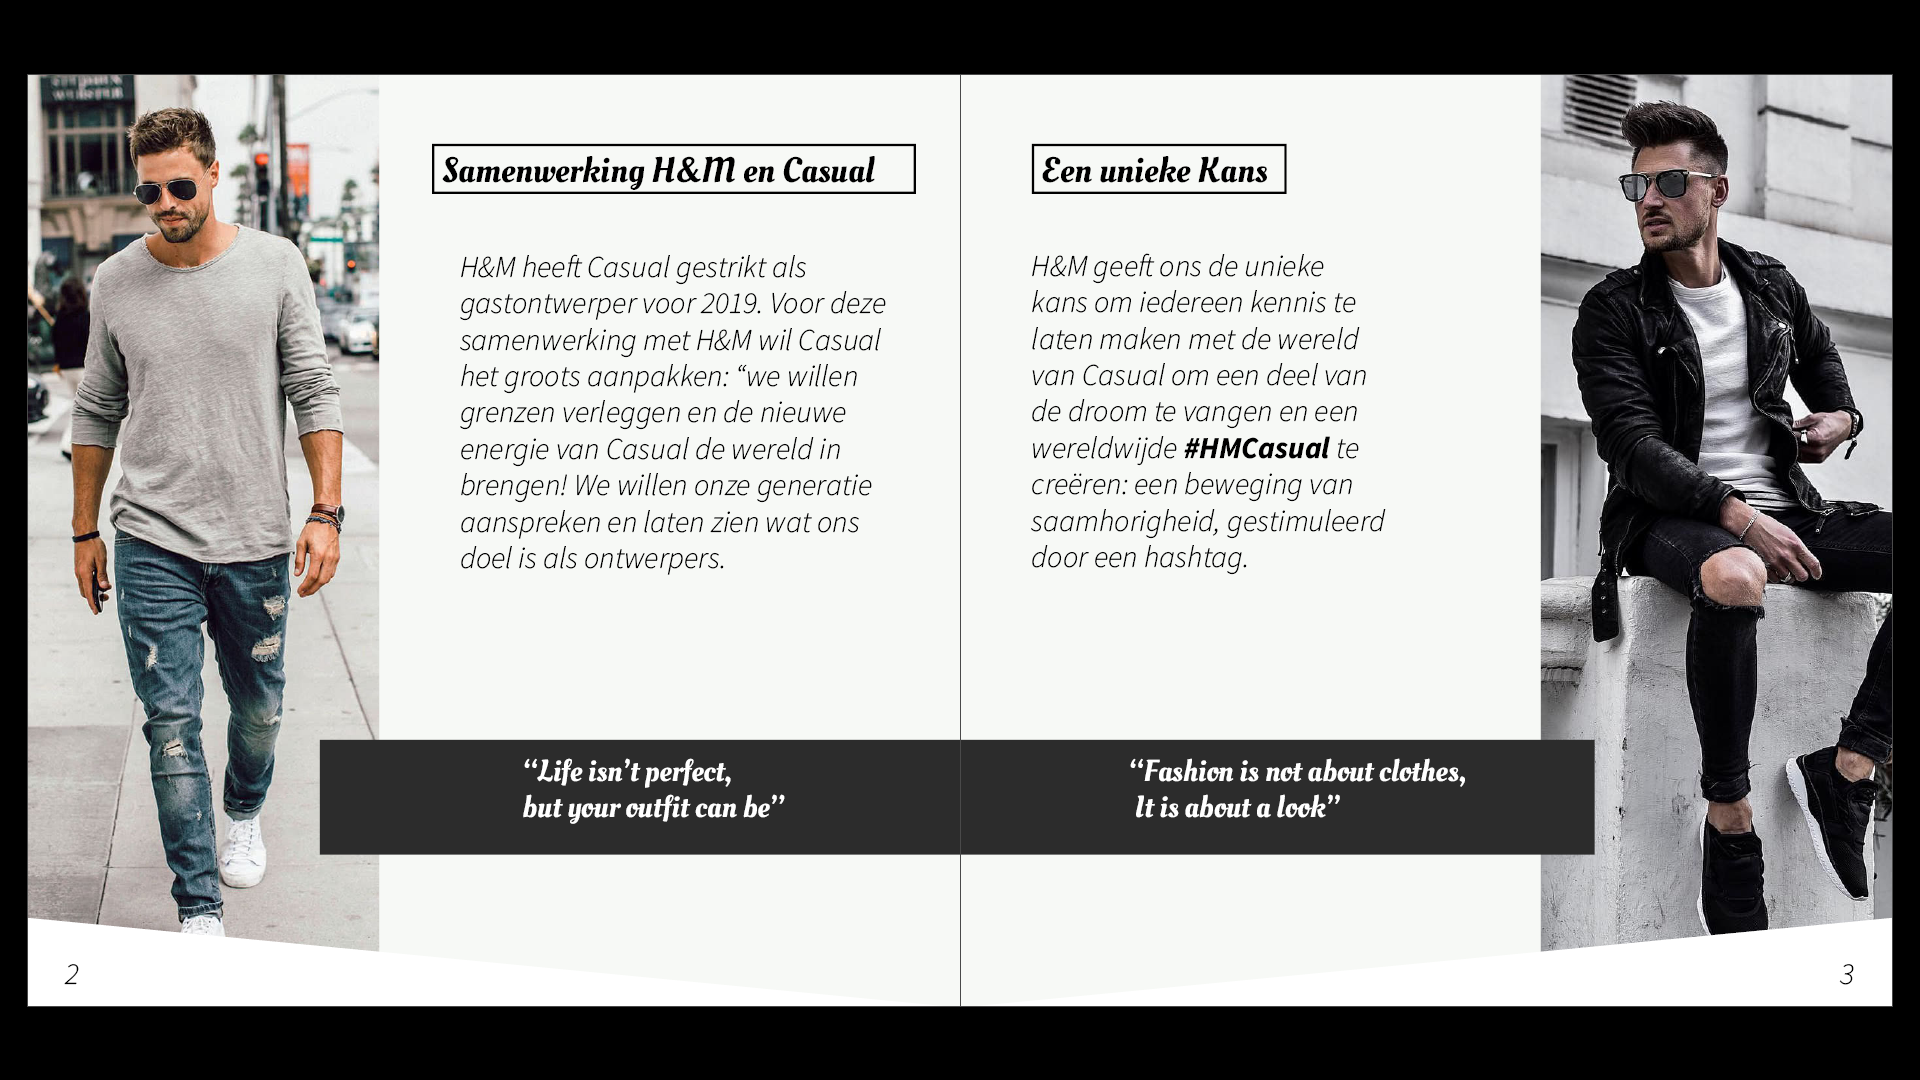 Samenwerking H&M en Casual
H&M heeft Casual gestrikt als
gastontwerper voor 2019. Voor deze
samenwerking met H&M wil Casual
het groots aanpakken: “we willen
grenzen verleggen en de nieuwe
energie van Casual de wereld in
brengen! We willen onze generatie
aanspreken en laten zien wat ons
doel is als ontwerpers.
“Life isn’t perfect,
but your outfit can be”
2
Een unieke Kans
H&M geeft ons de unieke
kans om iedereen kennis te
laten maken met de wereld
van Casual om een deel van
de droom te vangen en een
wereldwijde #HMCasual te
creëren: een beweging van
saamhorigheid, gestimuleerd
door een hashtag.
“Fashion is not about clothes,
It is about a look”
3